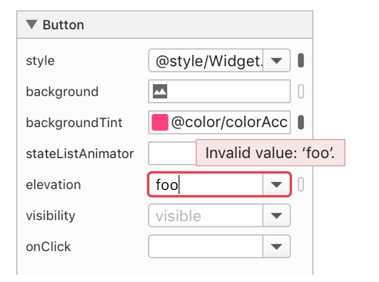 Button
style @style/Widget.
background
backgroundTint @color/colorAcc
stateListAnimator
Invalid value: ‘foo’.
elevation foo
visibility visible
onClick